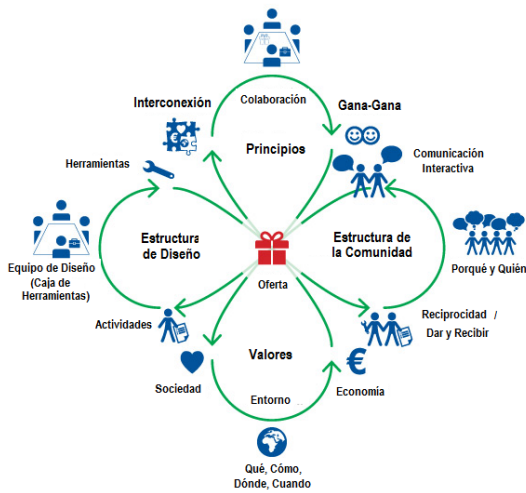 Colaboración
Interconexión
Gana-Gana
Principios
Herramientas
Comunicación
Interactiva
Estructura
de Diseño
Estructura de
la Comunidad
Equipo de Diseño
(Caja de
Herramientas)
Porqué y Quién
Oferta
Actividades
Reciprocidad /
Dar y Recibir
Valores
Sociedad
Economía
€
Entorno
Qué, Cómo,
Dónde, Cuando